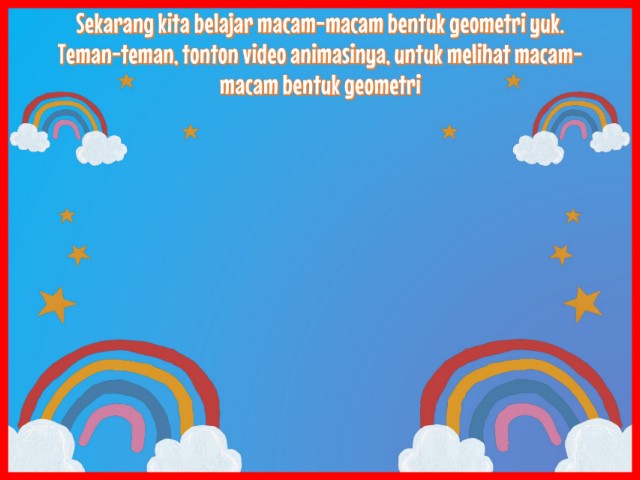 Sekarang kita belajar macam-macam bentuk geometri yuk.
Teman-teman, tonton video animasinya, untuk melihat macam-
macam bentuk geometri